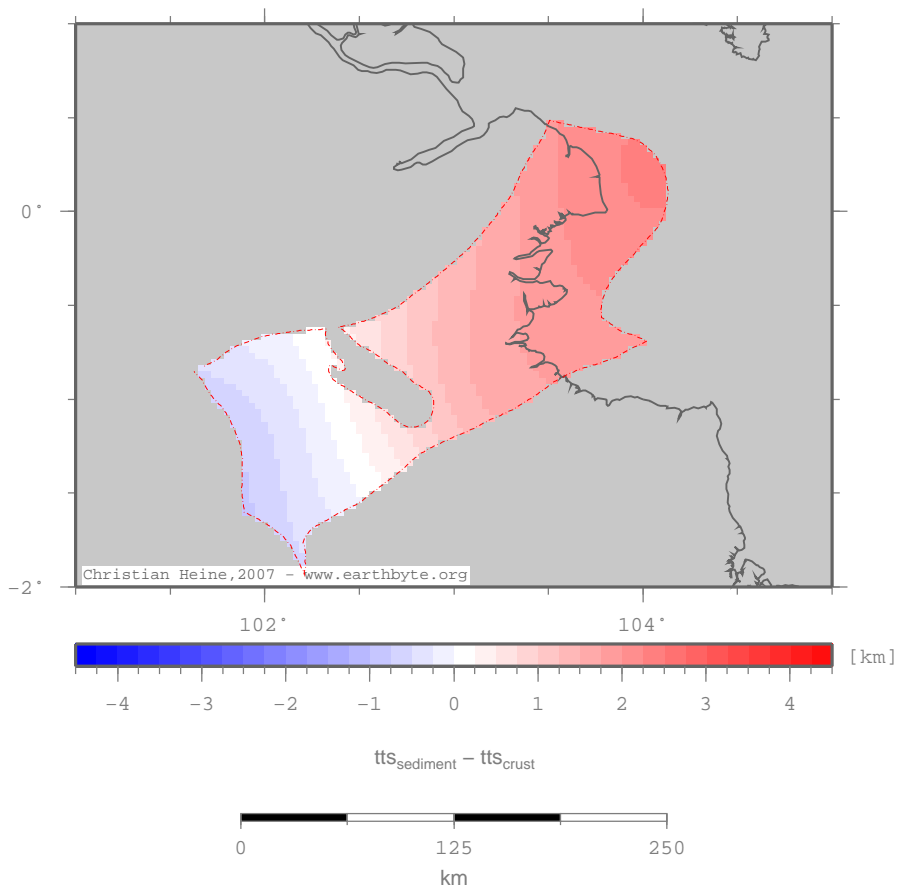 0°
-2°
Christian Heine,2007 - www.earthbyte.org
102° 104°
[km]
−4 −3 −2 −1 0 1 2 3 4
tts_sediment − tts_crust
0 125 250
km